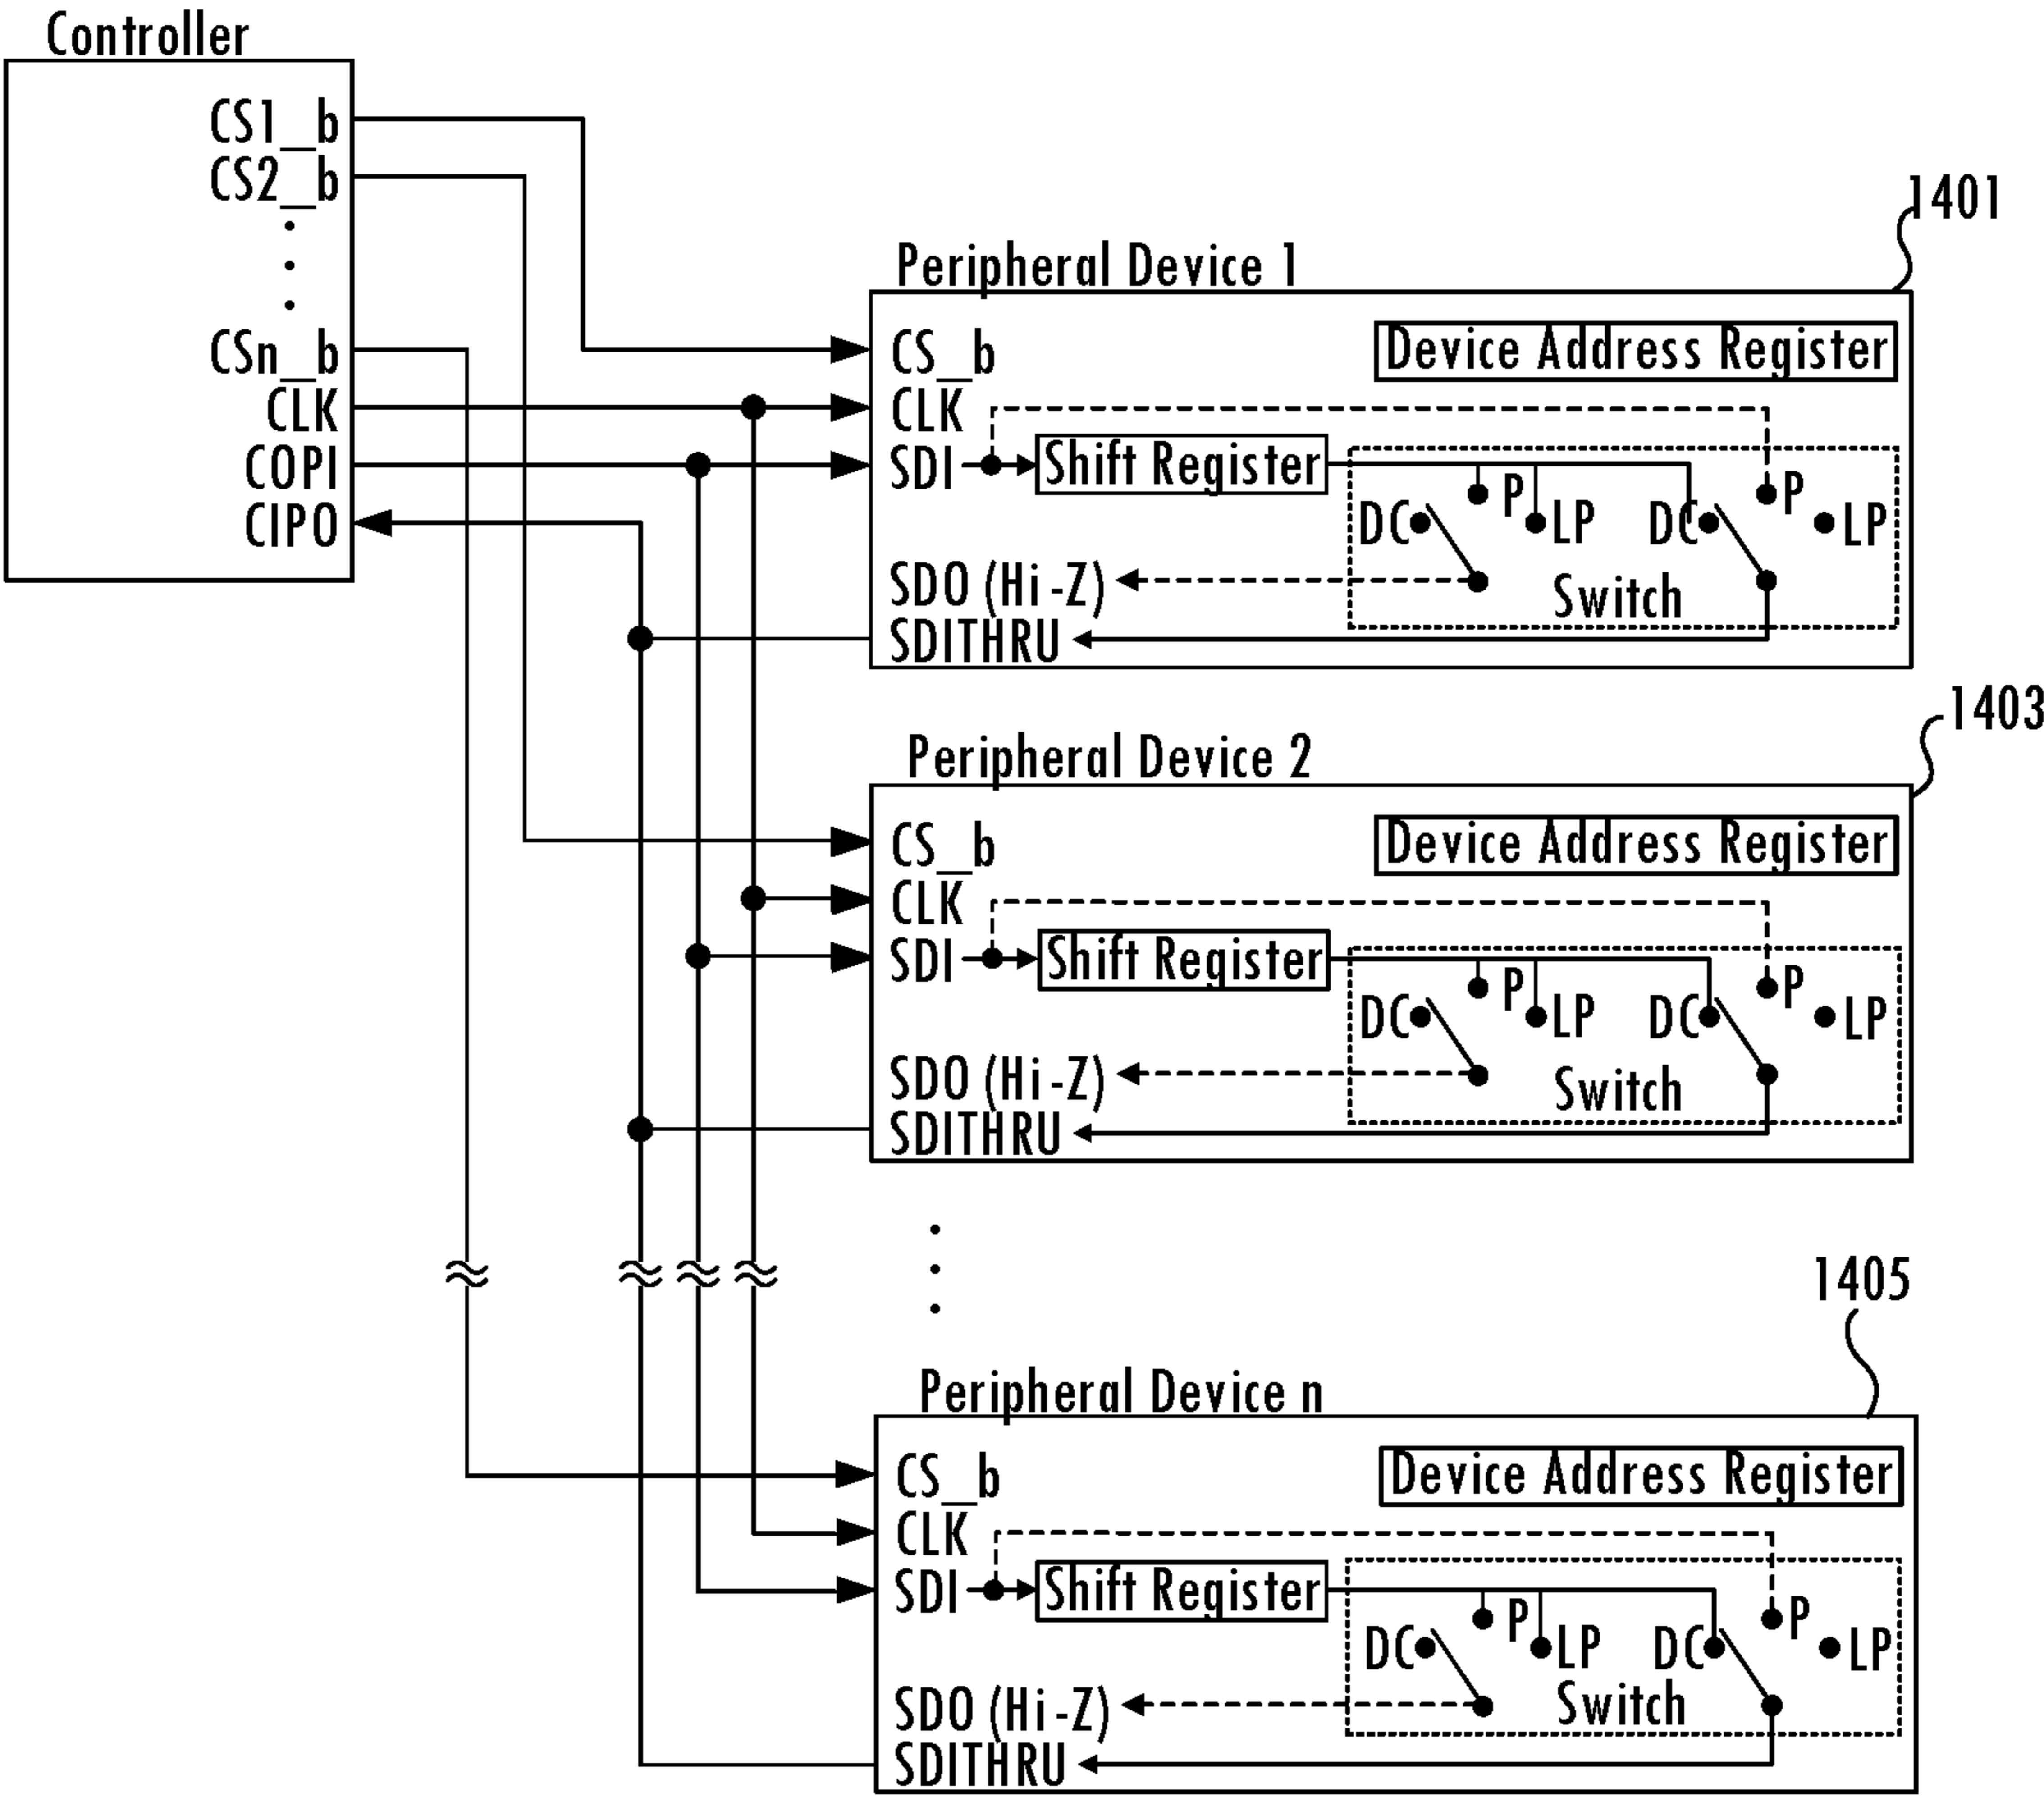 Controller
CS1_b
CS2_b
CSn_b
CLK
COPI
CIPO
1401
Peripheral Device 1
CS_b
Device Address Register
CLK
SDI
Shift Register
DC
P
LP
DC
P
LP
SDO (Hi-Z)
Switch
SDITHRU
1403
Peripheral Device 2
CS_b
Device Address Register
CLK
SDI
Shift Register
DC
P
LP
DC
P
LP
SDO (Hi-Z)
Switch
SDITHRU
1405
Peripheral Device n
CS_b
Device Address Register
CLK
SDI
Shift Register
DC
P
LP
DC
P
LP
SDO (Hi-Z)
Switch
SDITHRU